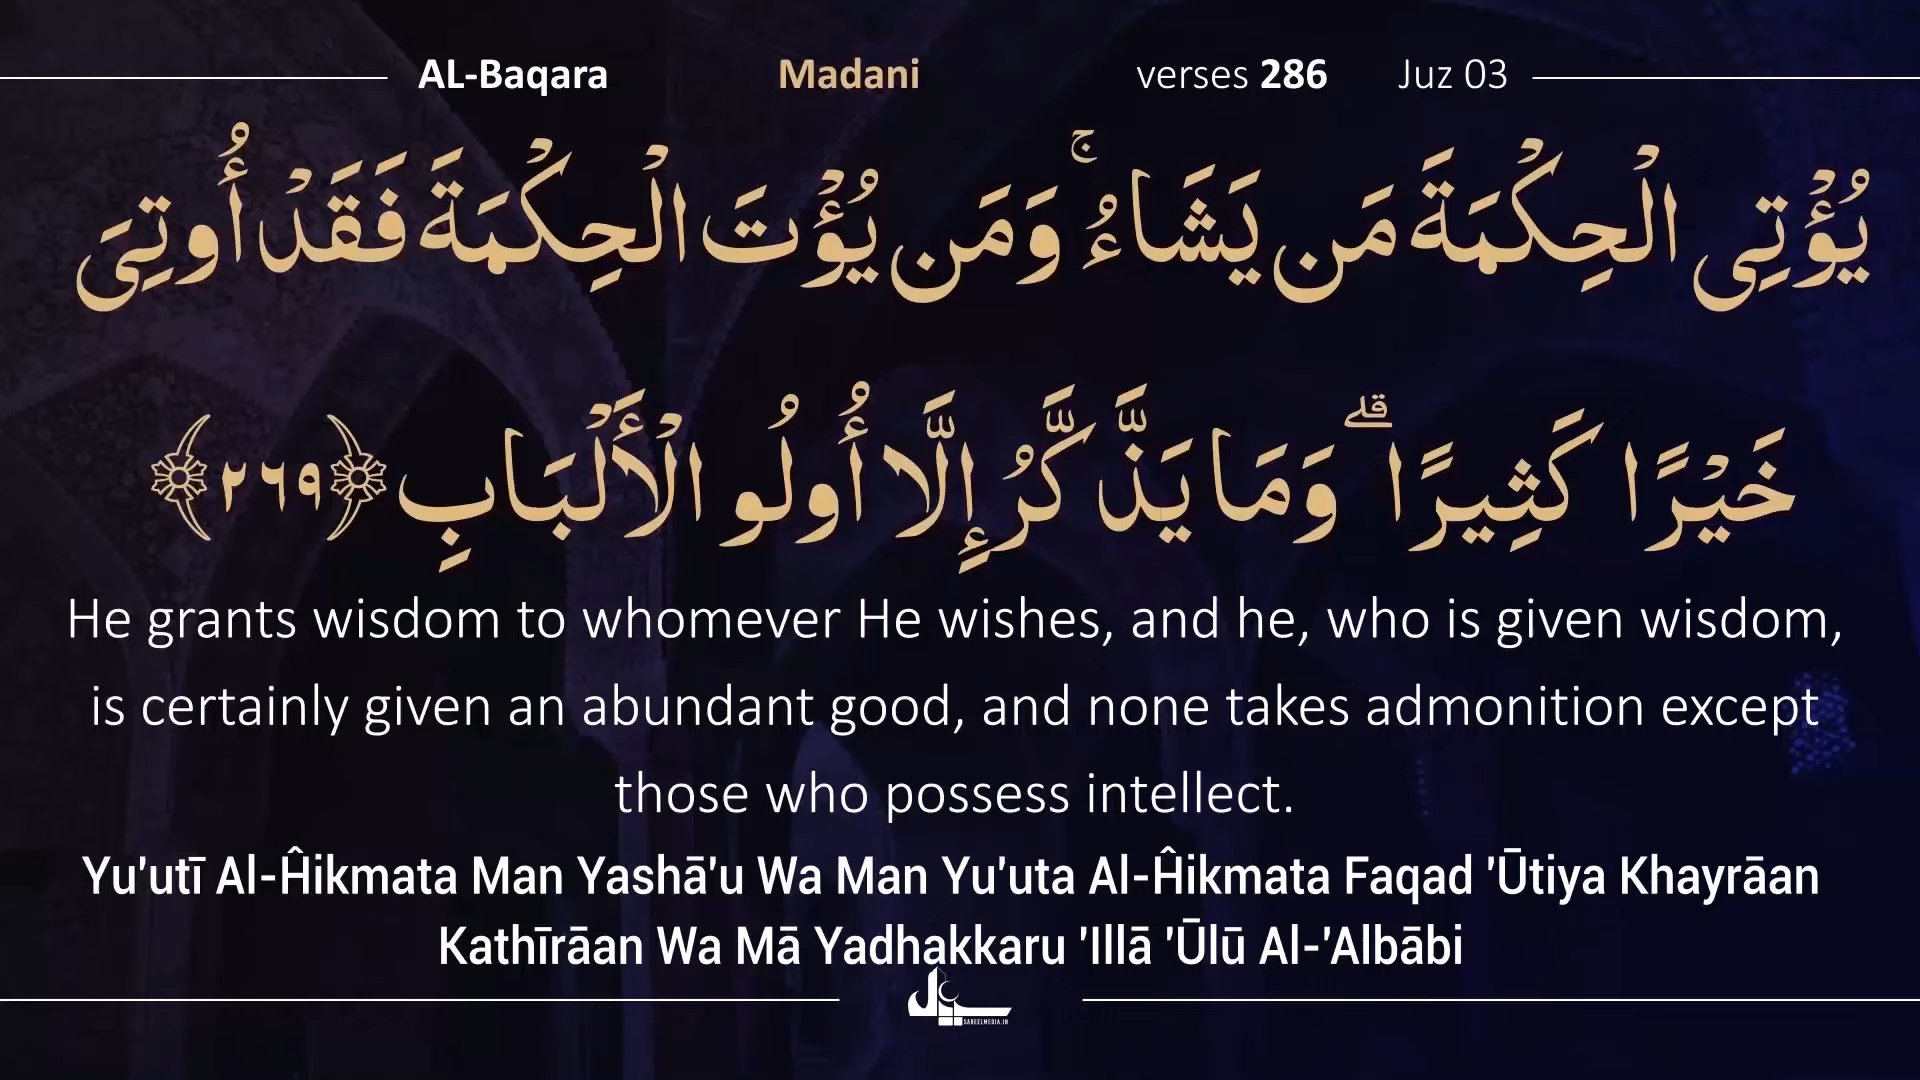 AL-Baqara Madani verses 286 Juz 03
يُؤْتِى الْحِكْمَةَ مَن يَشَاءُ ۚ وَمَن يُؤْتَ الْحِكْمَةَ فَقَدْ أُوتِىَ
خَيْرًا كَثِيرًا ۗ وَمَا يَذَّكَّرُ إِلَّا أُولُو الْأَلْبَابِ ﴿٢٦٩﴾
He grants wisdom to whomever He wishes, and he, who is given wisdom,
is certainly given an abundant good, and none takes admonition except
those who possess intellect.
Yu'utī Al-Ĥikmata Man Yashā'u Wa Man Yu'uta Al-Ĥikmata Faqad 'Ūtiya Khayrāan
Kathīrāan Wa Mā Yadhakkaru 'Illā 'Ūlū Al-'Albābi
SABEELMEDIA.IN